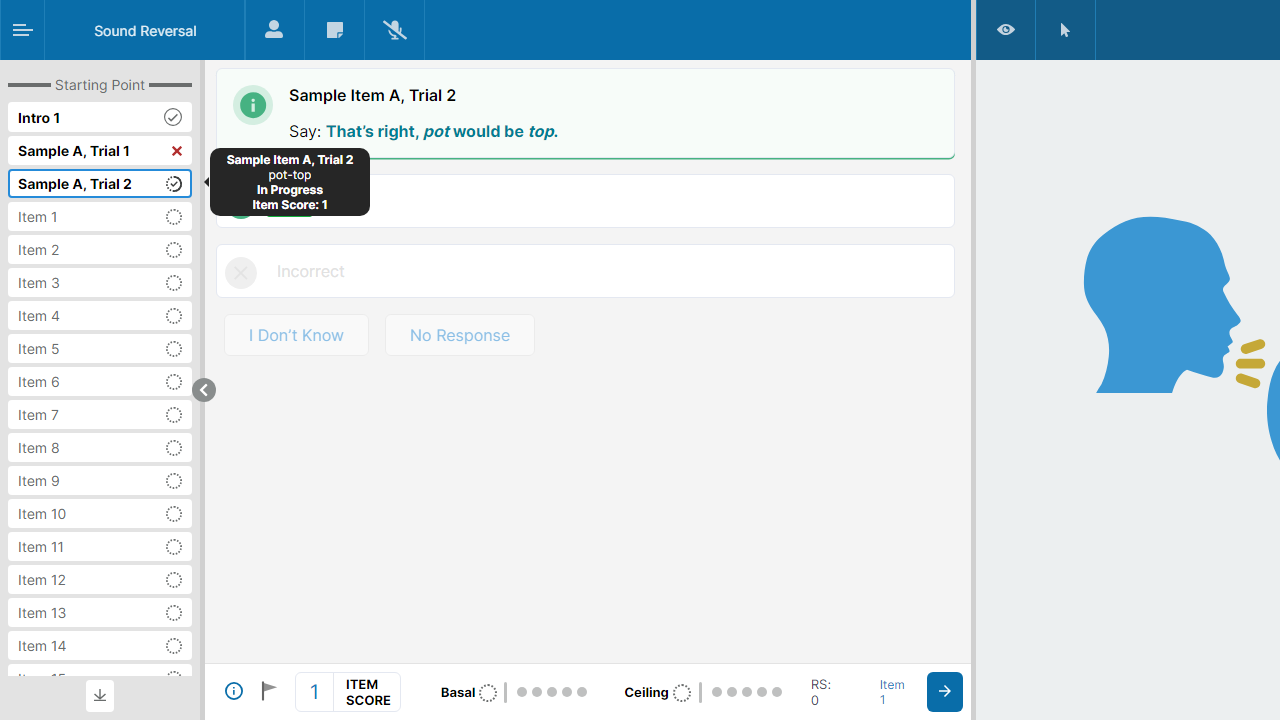 Sound Reversal
Starting Point
Intro 1
Sample A, Trial 1
Sample A, Trial 2
Item 1
Item 2
Item 3
Item 4
Item 5
Item 6
Item 7
Item 8
Item 9
Item 10
Item 11
Item 12
Item 13
Item 14
Sample Item A, Trial 2
Say: That's right, pot would be top.
Sample Item A, Trial 2
pot-top
In Progress
Item Score: 1
Incorrect
I Don't Know
No Response
1
ITEM
SCORE
Basal
Ceiling
RS:
0
Item
1